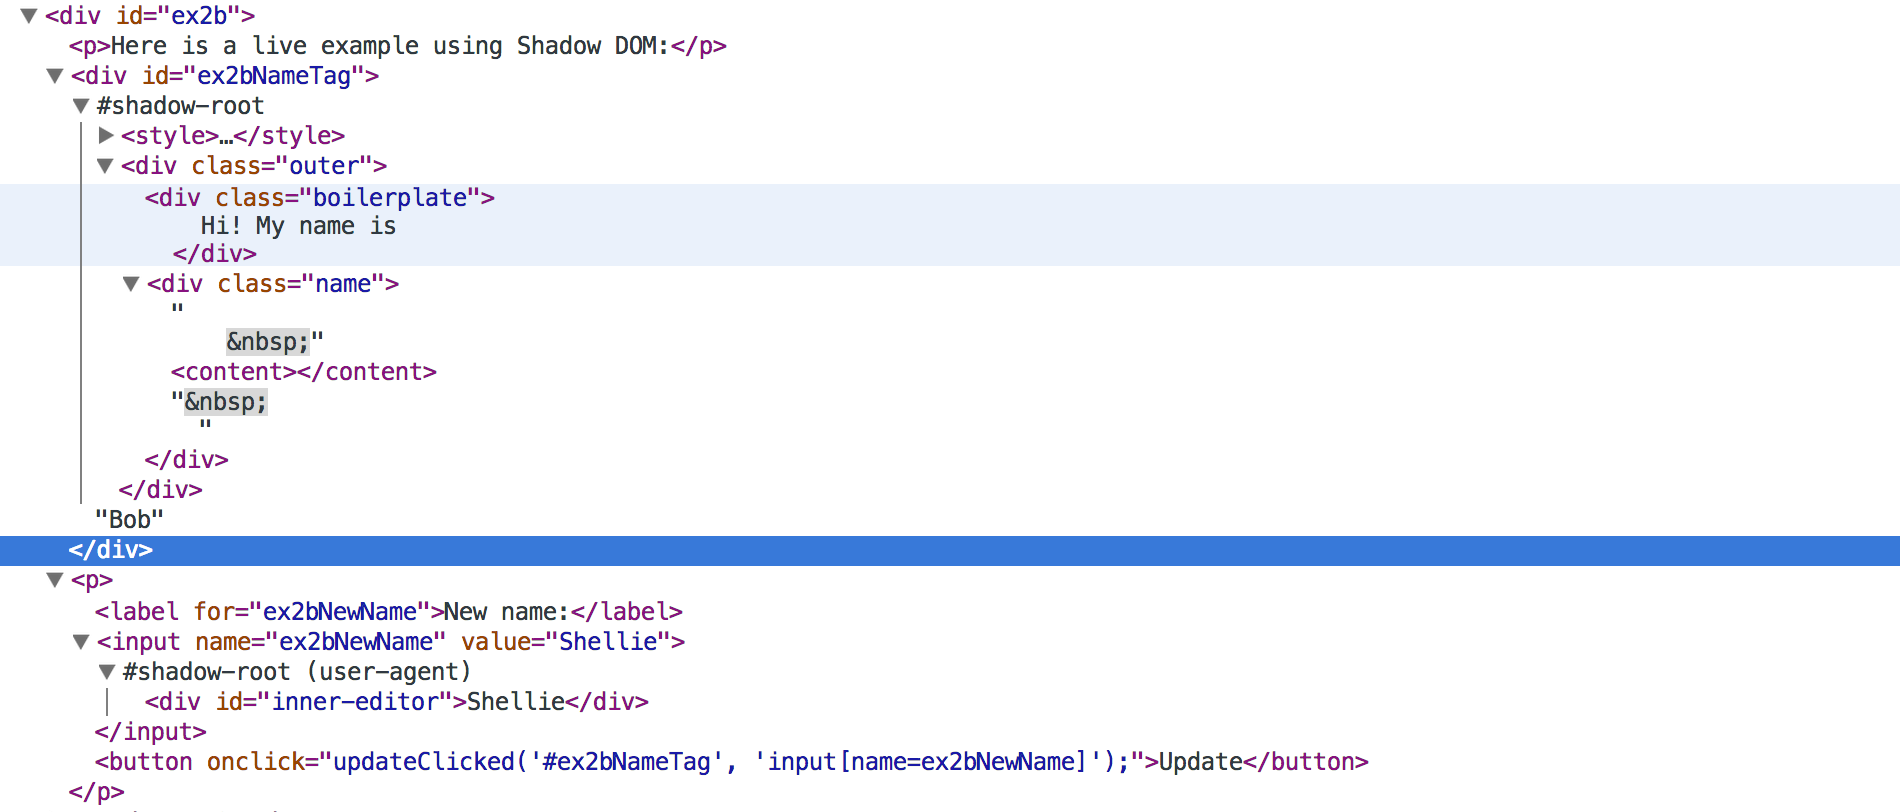 <div id="ex2b">
<p>Here is a live example using Shadow DOM:</p>
<div id="ex2bNameTag">
#shadow-root
<style>…</style>
<div class="outer">
<div class="boilerplate">
Hi! My name is
</div>
<div class="name">
"
&nbsp;"
<content></content>
"&nbsp;
"
</div>
</div>
"Bob"
</div>
<p>
<label for="ex2bNewName">New name:</label>
<input name="ex2bNewName" value="Shellie">
#shadow-root (user-agent)
<div id="inner-editor">Shellie</div>
</input>
<button onclick="updateClicked('#ex2bNameTag', 'input[name=ex2bNewName]');">Update</button>
</p>